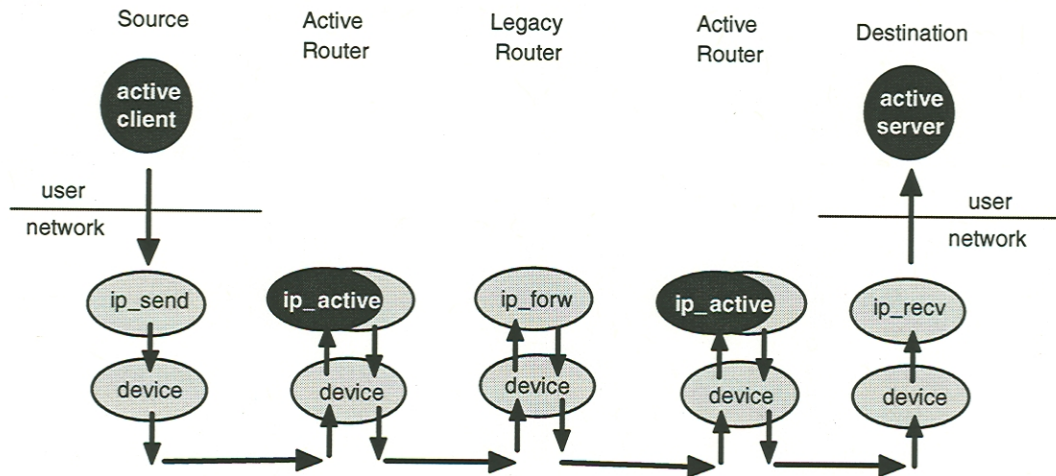 Source
Active
Router
Legacy
Router
Active
Router
Destination
active
client
active
server
user
network
user
network
ip_send
ip_active
ip_forw
ip_active
ip_recv
device
device
device
device
device